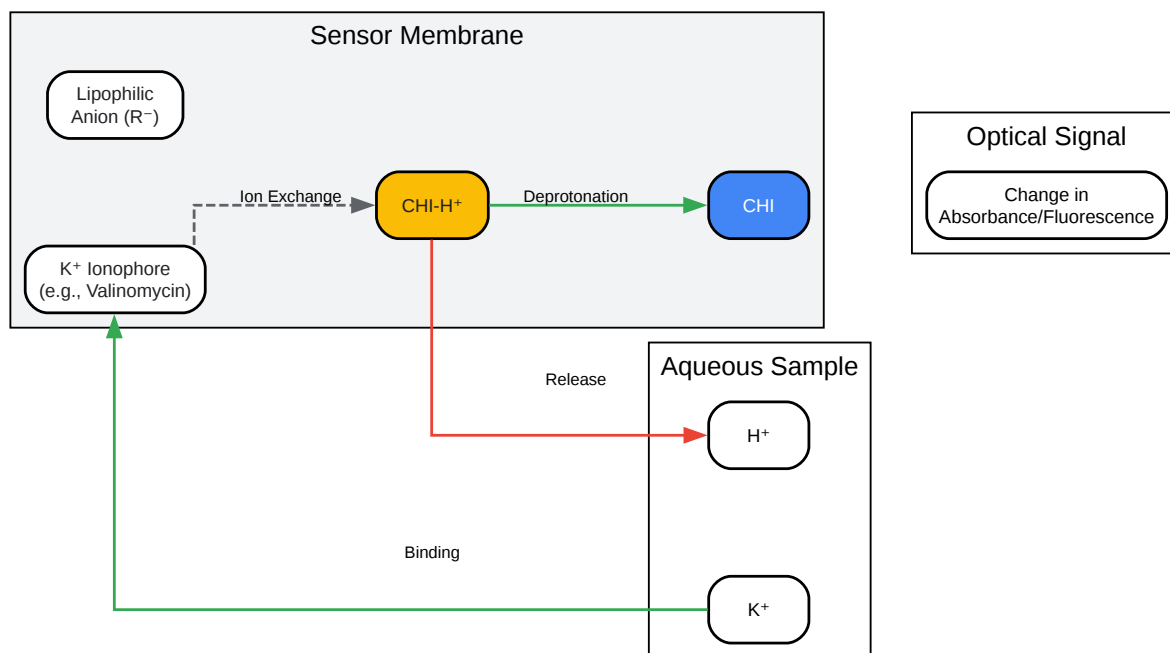 Sensor Membrane
Lipophilic
Anion (R⁻)
Ion Exchange
CHI-H⁺
Deprotonation
CHI
K⁺ Ionophore
(e.g., Valinomycin)
Optical Signal
Change in
Absorbance/Fluorescence
Aqueous Sample
Release
H⁺
Binding
K⁺